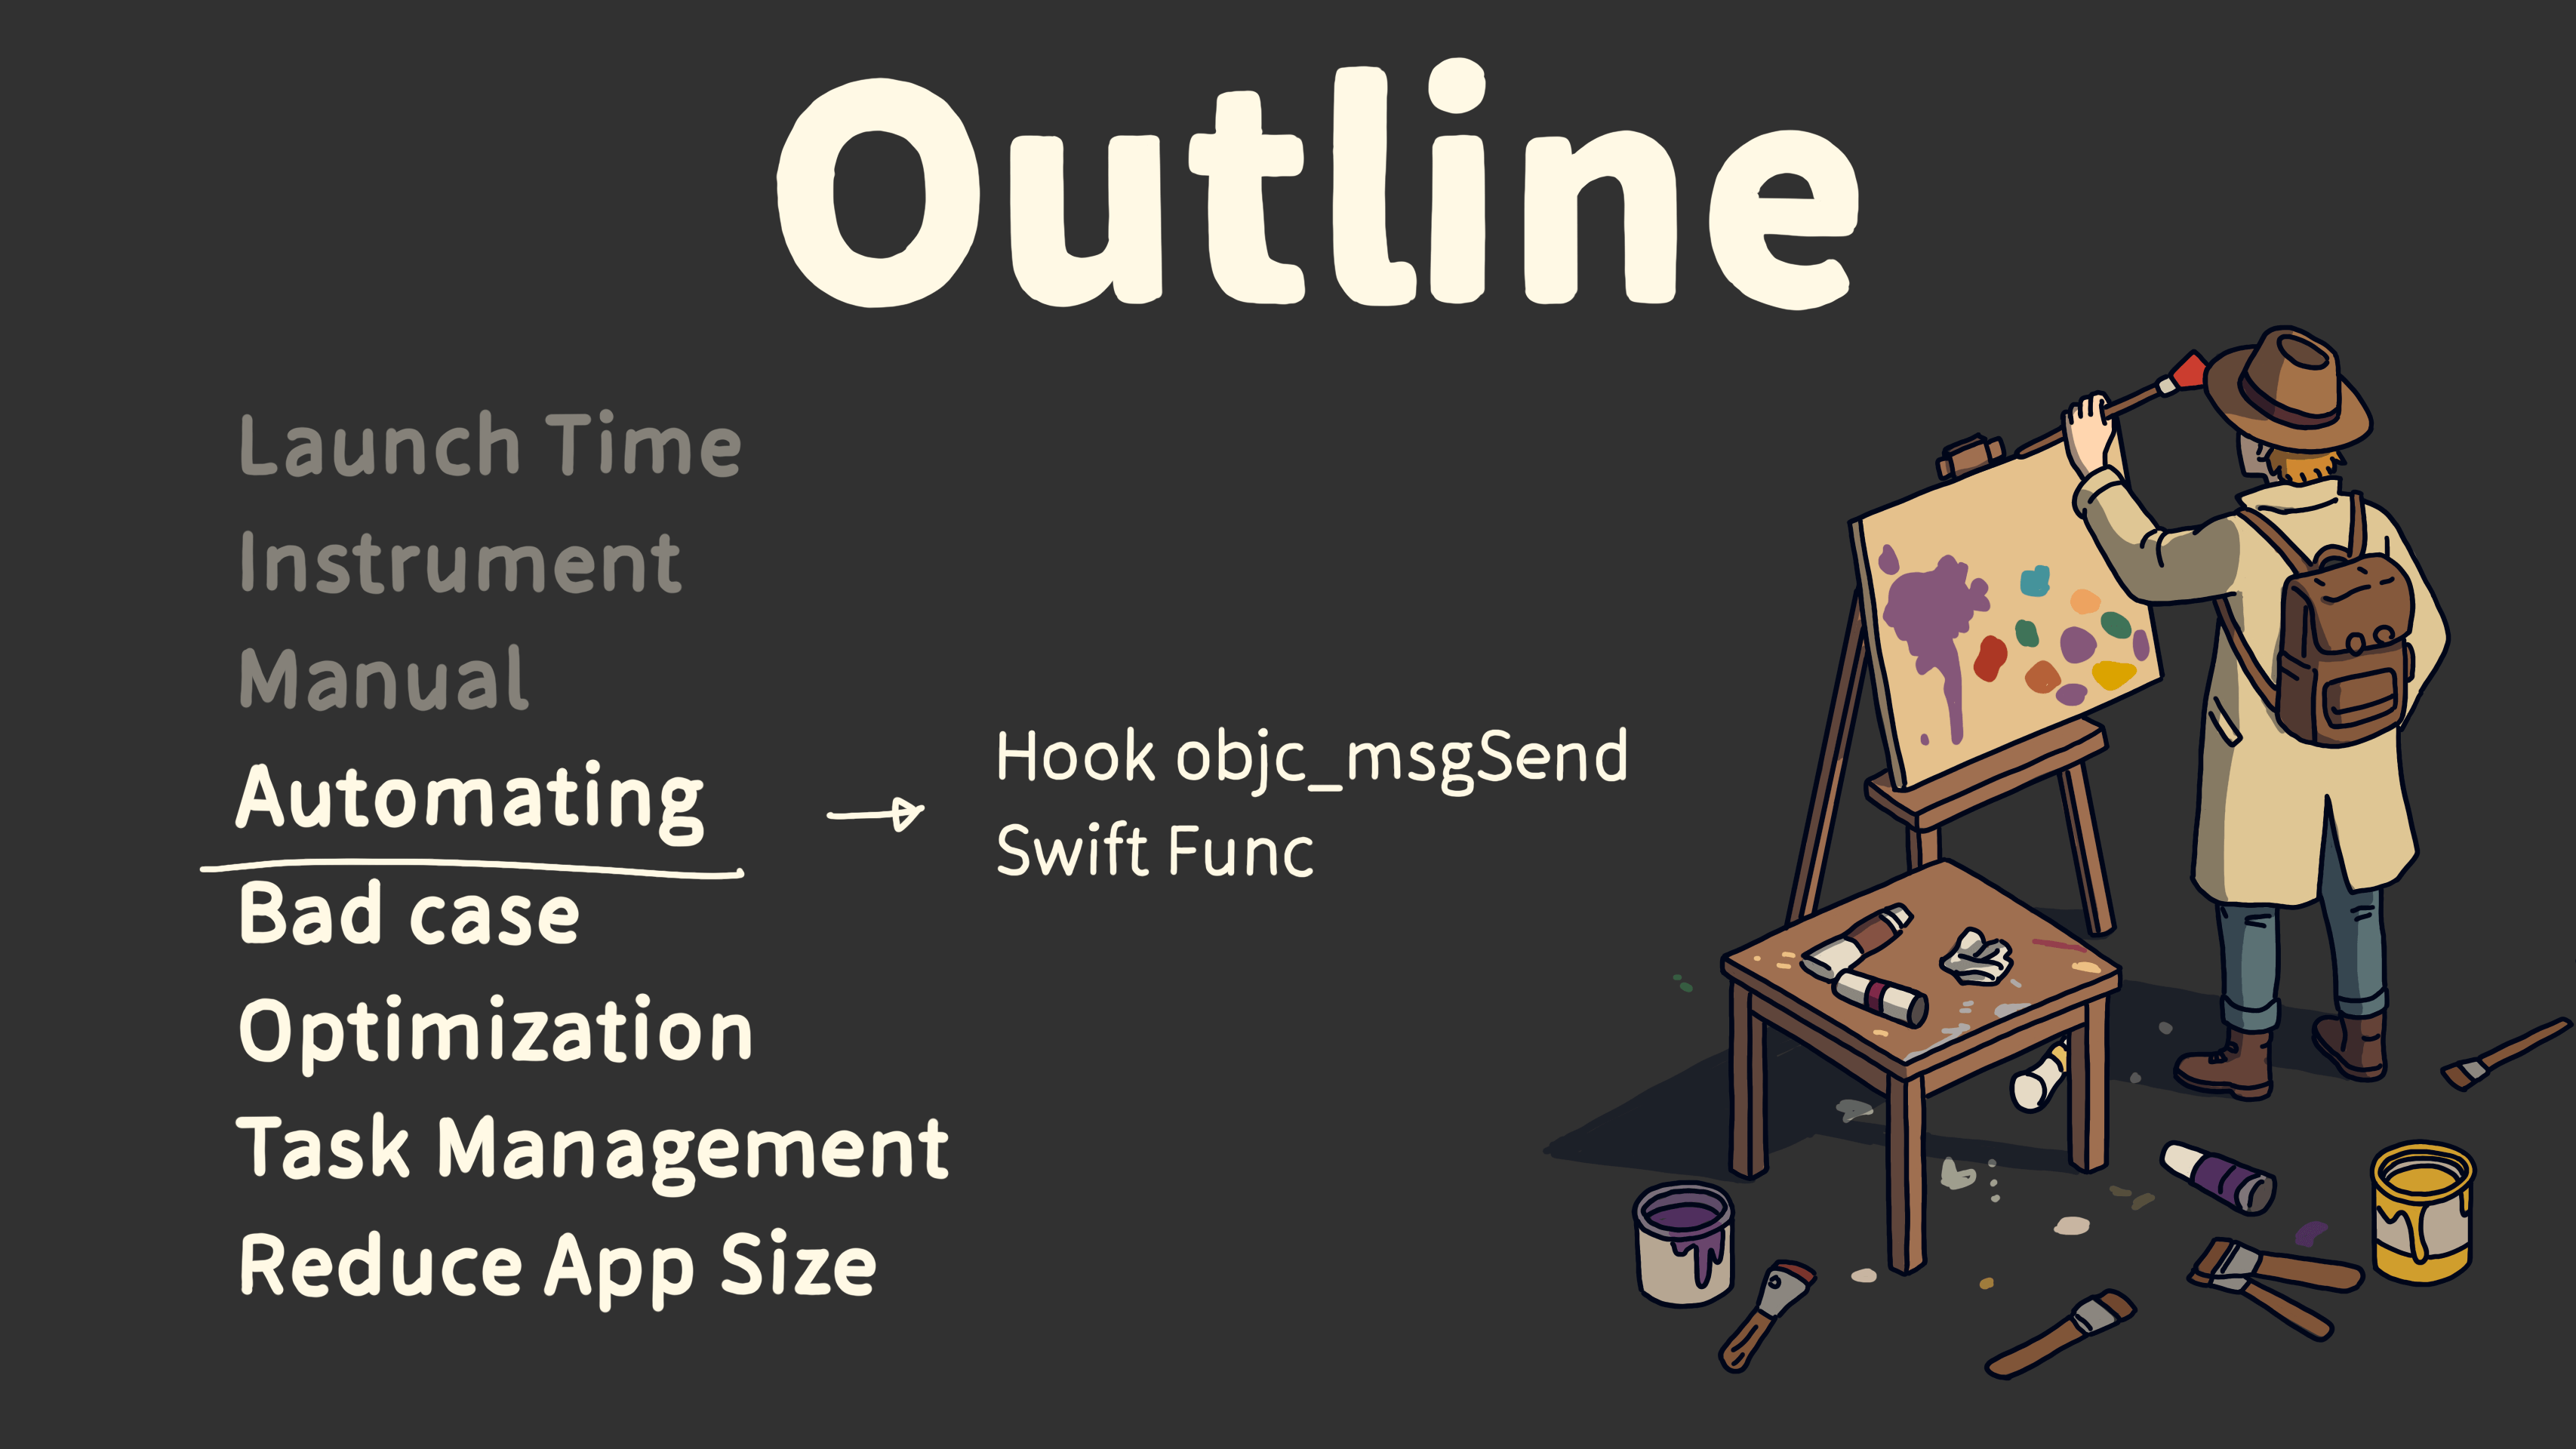 Outline
Launch Time
Instrument
Manual
Automating
Hook objc_msgSend
Swift Func
Bad case
Optimization
Task Management
Reduce App Size